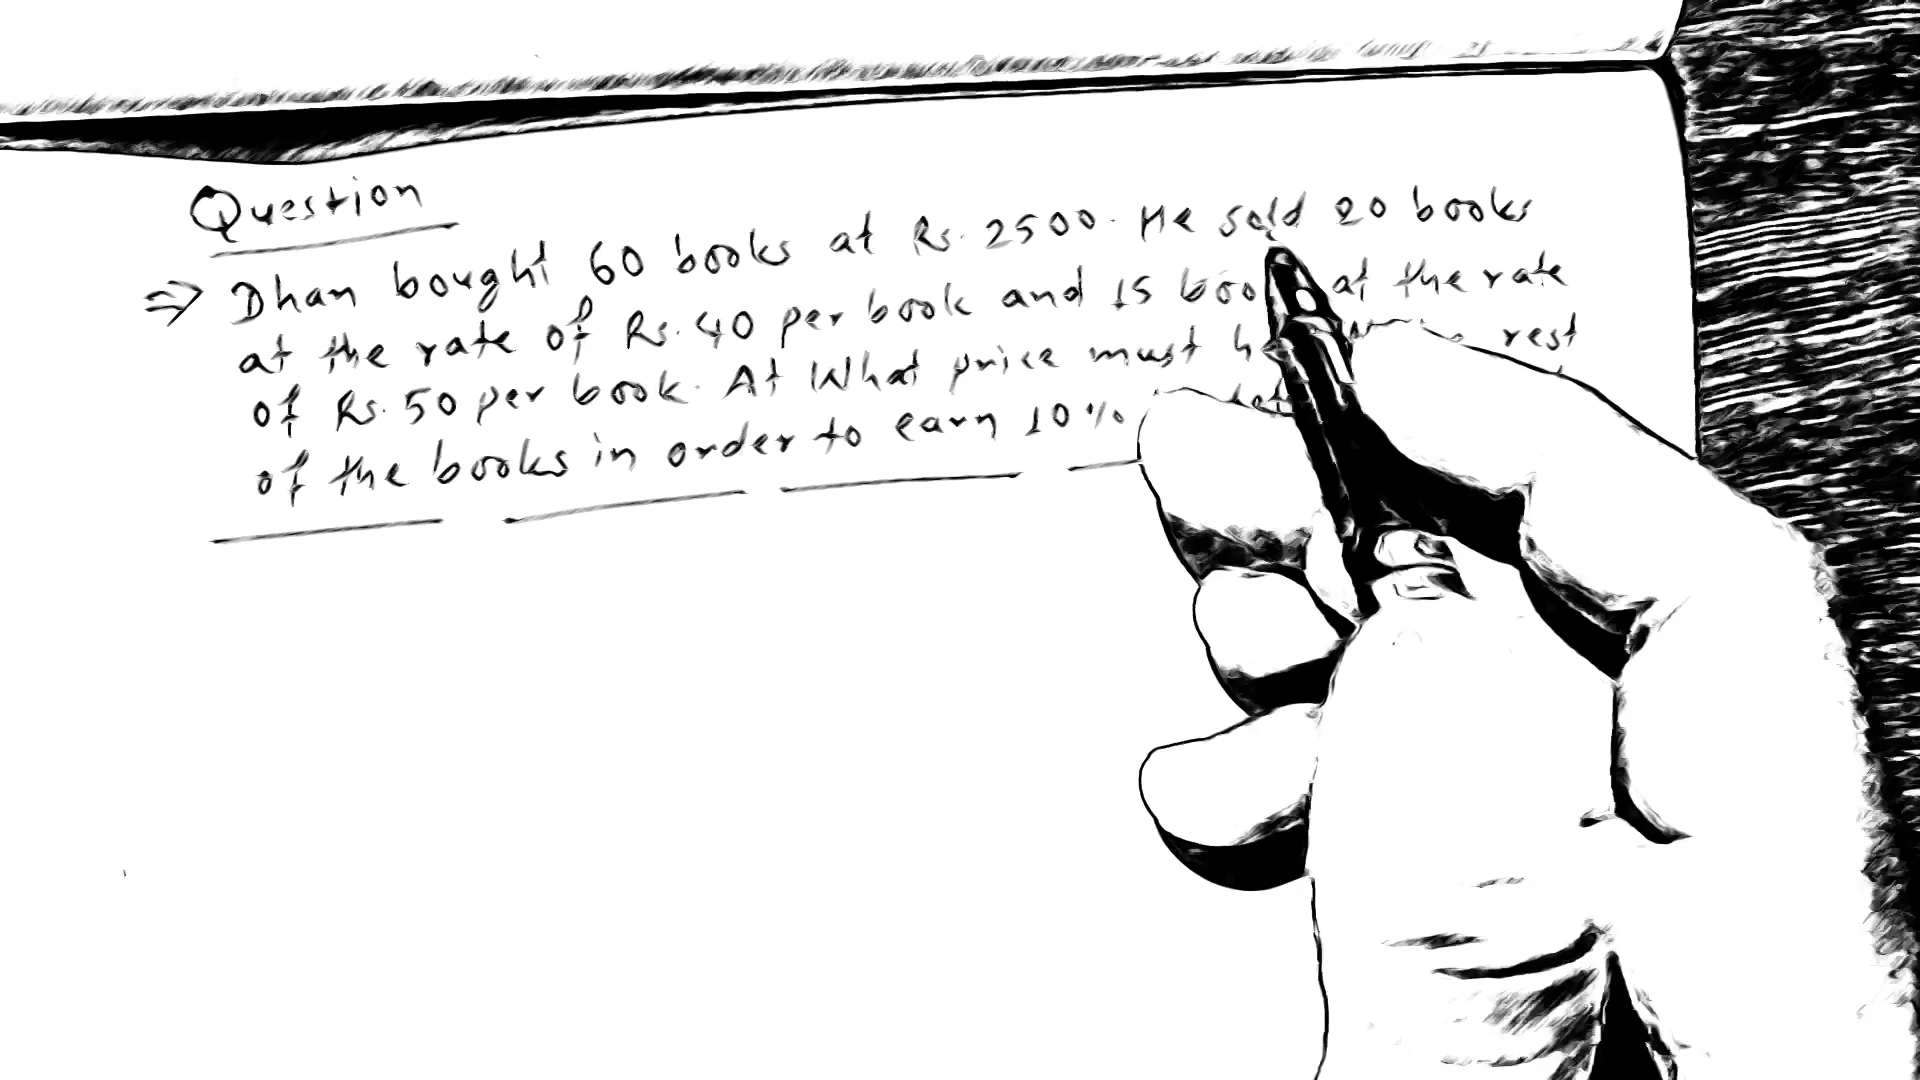 Question
⇒ Dhan bought 60 books at Rs. 2500. He sold 20 books
at the rate of Rs. 40 per book and 15 at the rate
of Rs. 50 per book. At What price must rest
of the books in order to earn 10%